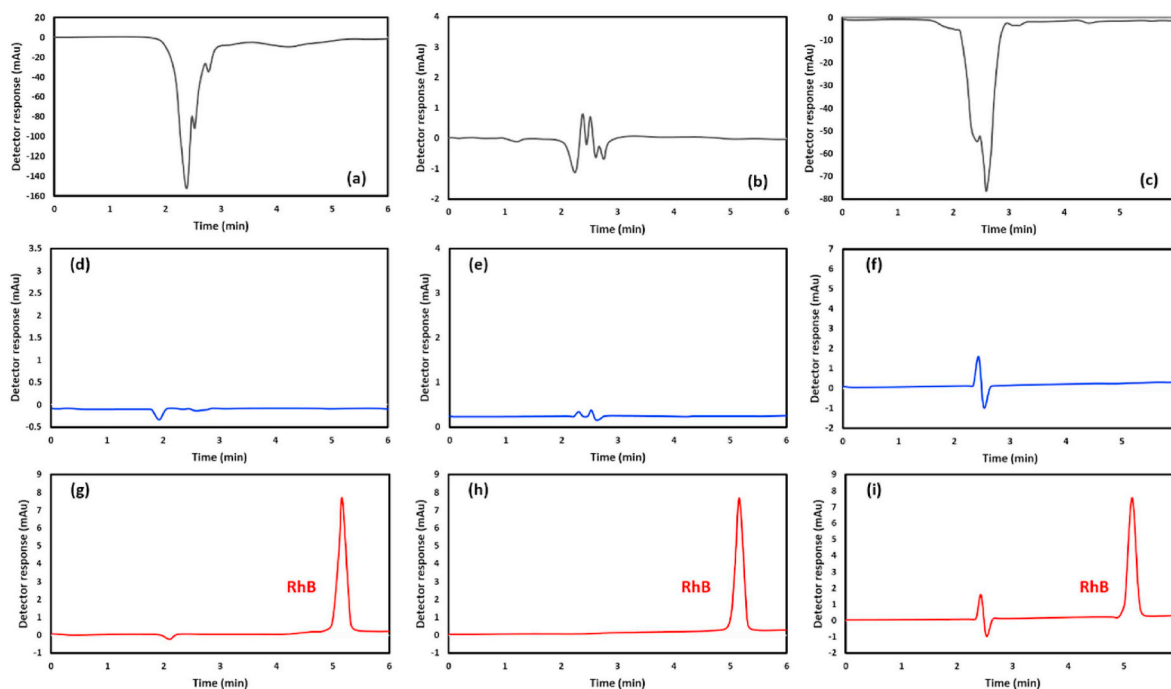 20
0
-20
-40
-60
-80
-100
-120
-140
-160
Detector response (mAu)
(a)
0 1 2 3 4 5 6
Time (min)
4
2
0
-1
-2
Detector response (mAu)
(b)
0 1 2 3 4 5 6
Time (min)
0
-10
-20
-30
-40
-50
-60
-70
-80
Detector response (mAu)
(c)
0 1 2 3 4 5
Time (min)
3.5
3
2.5
2
1.5
1
0.5
0
-0.5
Detector response (mAu)
(d)
0 1 2 3 4 5 6
Time (min)
4
2
0
Detector response (mAu)
(e)
0 1 2 3 4 5 6
Time (min)
7
6
5
4
3
2
1
0
-1
-2
Detector response (mAu)
(f)
0 1 2 3 4 5
Time (min)
9
8
7
6
5
4
3
2
1
0
-1
Detector response (mAu)
(g)
RhB
0 1 2 3 4 5 6
Time (min)
9
8
7
6
5
4
3
2
1
0
-1
Detector response (mAu)
(h)
RhB
0 1 2 3 4 5 6
Time (min)
9
8
7
6
5
4
3
2
1
0
-1
-2
Detector response (mAu)
(i)
RhB
0 1 2 3 4 5
Time (min)